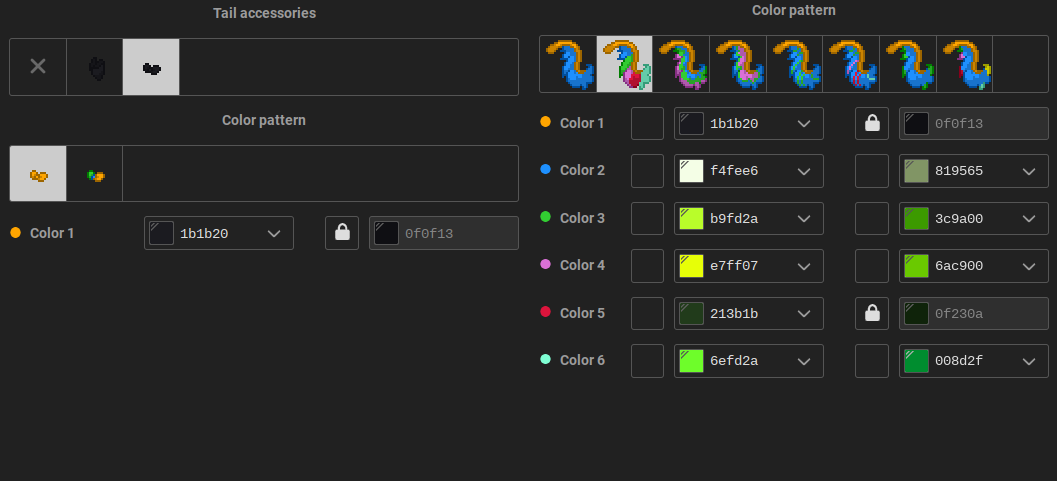 Tail accessories
Color pattern
Color 1 1b1b20 0f0f13
Color pattern
Color 1 1b1b20 0f0f13
Color 2 f4fee6 819565
Color 3 b9fd2a 3c9a00
Color 4 e7ff07 6ac900
Color 5 213b1b 0f230a
Color 6 6efd2a 008d2f